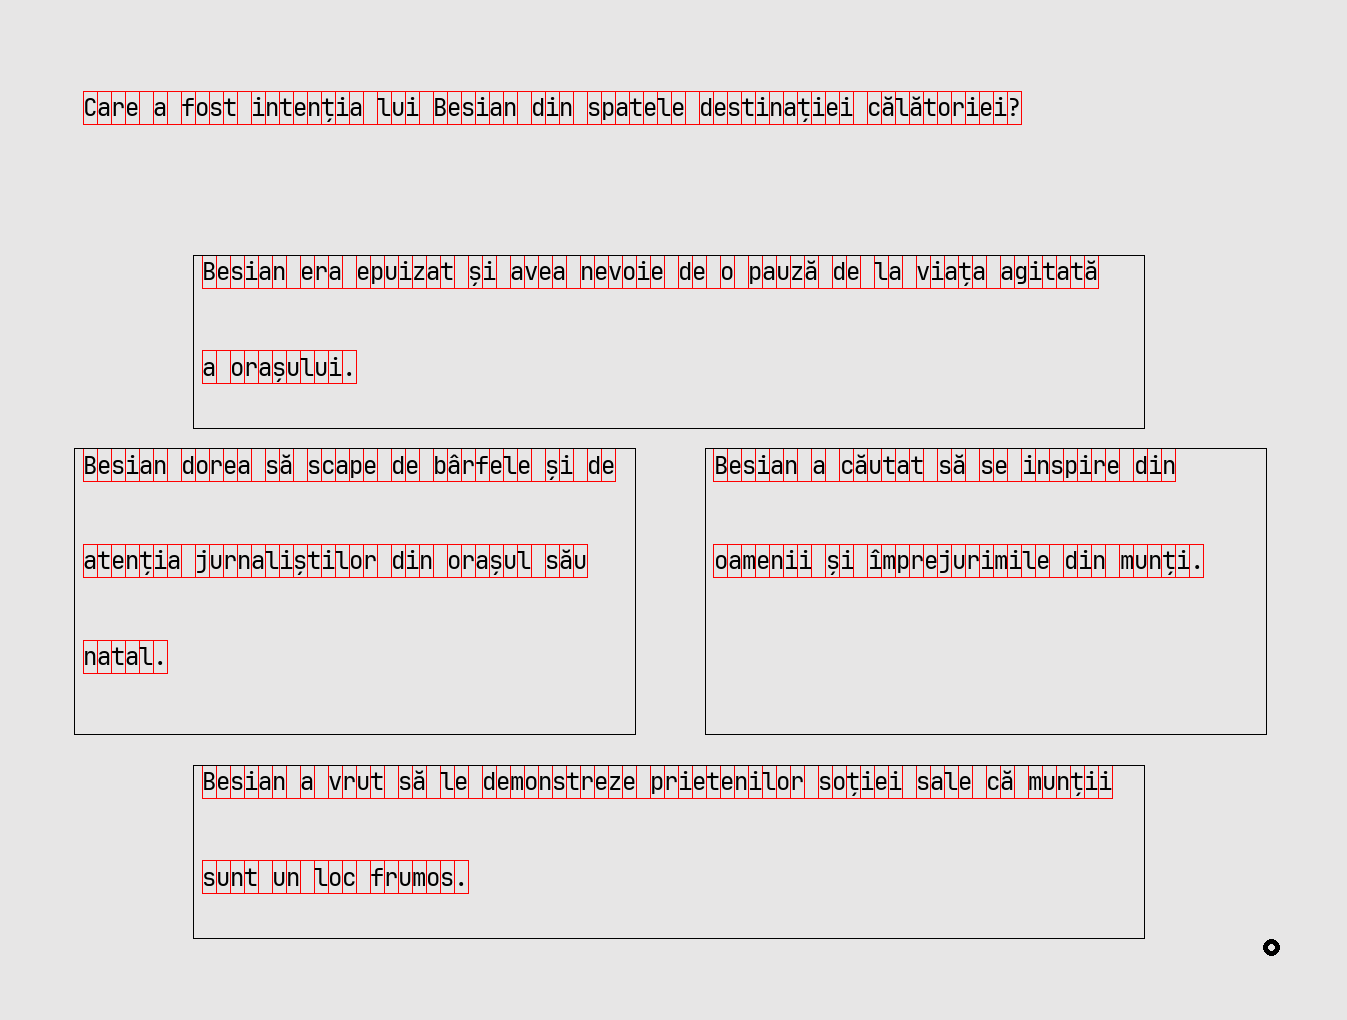 Care a fost intenția lui Besian din spatele destinației călătoriei?
Besian era epuizat și avea nevoie de o pauză de la viața agitată
a orașului.
Besian dorea să scape de bârfele și de
atenția jurnaliștilor din orașul său
natal.
Besian a căutat să se inspire din
oamenii și împrejurimile din munți.
Besian a vrut să le demonstreze prietenilor soției sale că munții
sunt un loc frumos.